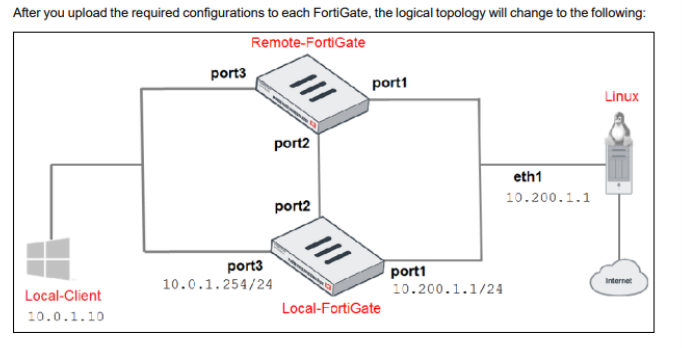 After you upload the required configurations to each FortiGate, the logical topology will change to the following:
Remote-FortiGate
port3
port1
Linux
port2
eth1
10.200.1.1
port2
port3
10.0.1.254/24
port1
10.200.1.1/24
Internet
Local-Client
10.0.1.10
Local-FortiGate